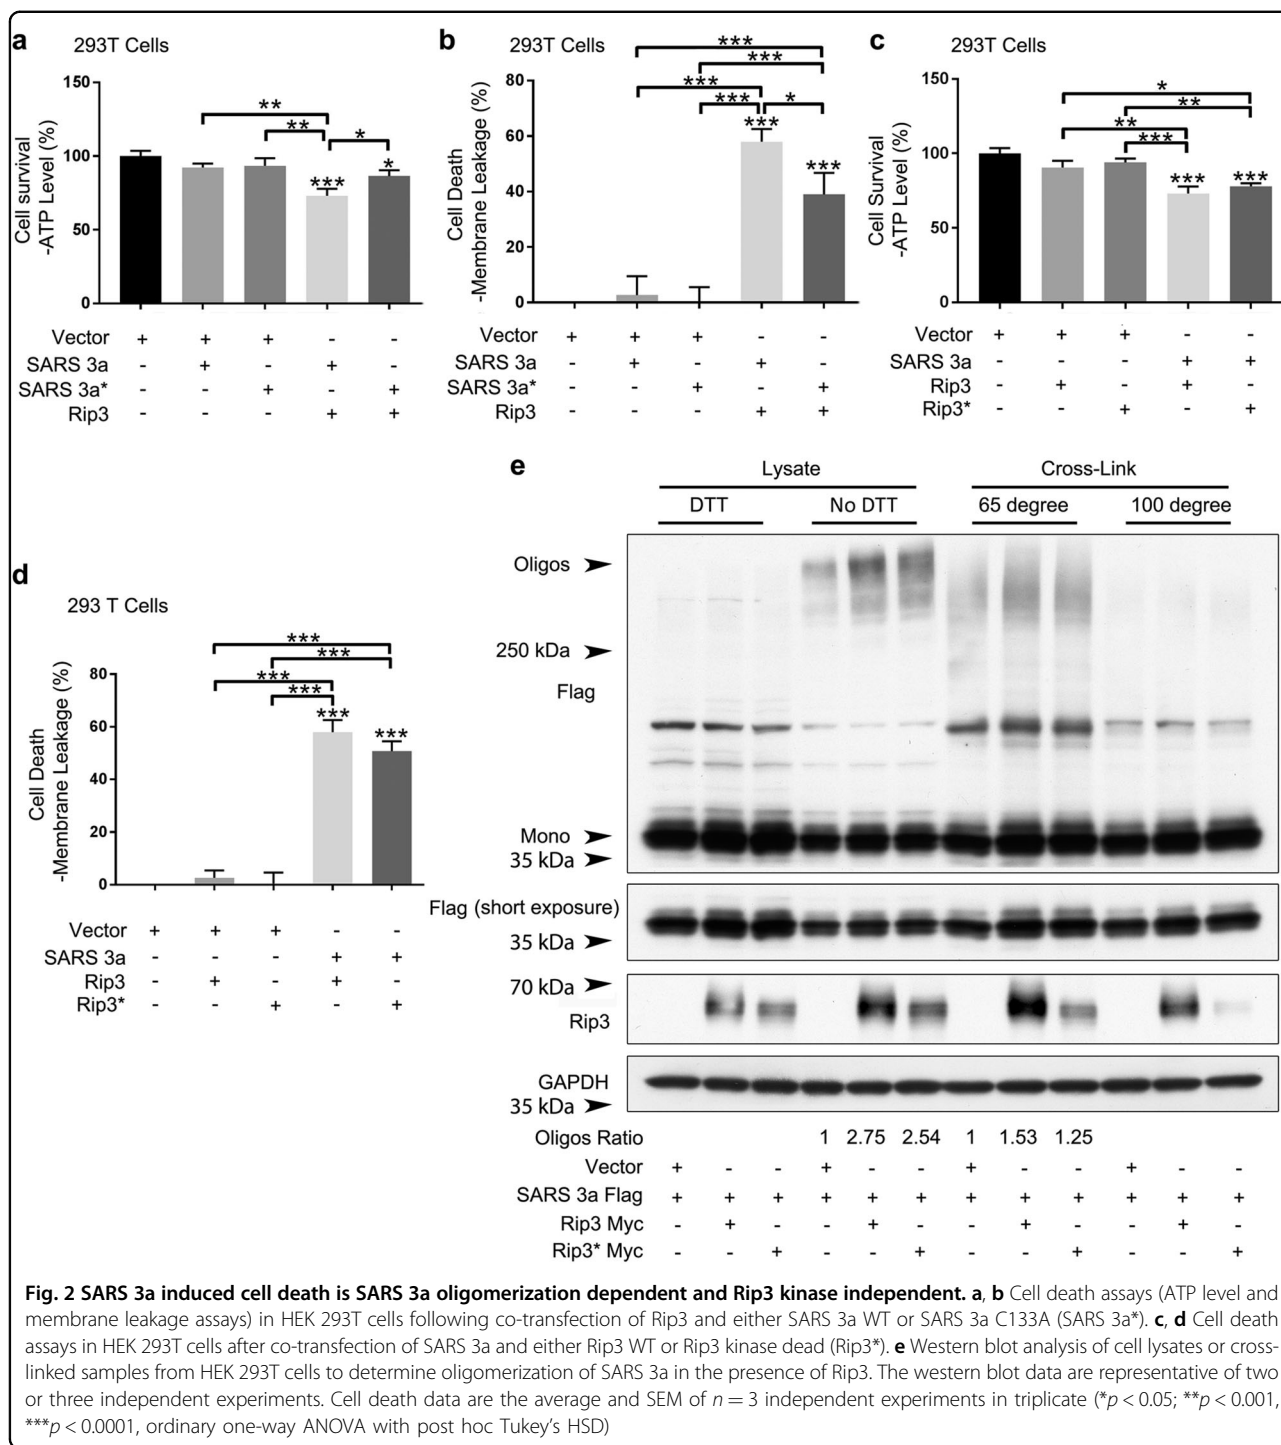 a
293T Cells
Cell survival
-ATP Level (%)
150
100
50
0
**
**
*
***
*
Vector + + + - -
SARS 3a - + - + -
SARS 3a* - - + - +
Rip3 - - - + +
b
293T Cells
Cell Death
-Membrane Leakage (%)
80
60
40
20
0
***
***
***
***
*
***
***
Vector + + + - -
SARS 3a - + - + -
SARS 3a* - - + - +
Rip3 - - - + +
c
293T Cells
Cell Survival
-ATP Level (%)
150
100
50
0
*
**
**
***
***
***
Vector + + + - -
SARS 3a - - - + +
Rip3 - + - + -
Rip3* - - + - +
d
293 T Cells
Cell Death
-Membrane Leakage (%)
80
60
40
20
0
***
***
***
***
***
***
Vector + + + - -
SARS 3a - - - + +
Rip3 - + - + -
Rip3* - - + - +
e
Lysate Cross-Link
DTT No DTT 65 degree 100 degree
Oligos
250 kDa
Flag
Mono
35 kDa
Flag (short exposure)
35 kDa
70 kDa
Rip3
GAPDH
35 kDa
Oligos Ratio 1 2.75 2.54 1 1.53 1.25
Vector + - - + - - + - - + - -
SARS 3a Flag + + + + + + + + + + + +
Rip3 Myc - + - - + - - + - - + -
Rip3* Myc - - + - - + - - + - - +
Fig. 2 SARS 3a induced cell death is SARS 3a oligomerization dependent and Rip3 kinase independent. a, b Cell death assays (ATP level and
membrane leakage assays) in HEK 293T cells following co-transfection of Rip3 and either SARS 3a WT or SARS 3a C133A (SARS 3a*). c, d Cell death
assays in HEK 293T cells after co-transfection of SARS 3a and either Rip3 WT or Rip3 kinase dead (Rip3*). e Western blot analysis of cell lysates or cross-
linked samples from HEK 293T cells to determine oligomerization of SARS 3a in the presence of Rip3. The western blot data are representative of two
or three independent experiments. Cell death data are the average and SEM of n = 3 independent experiments in triplicate (*p < 0.05; **p < 0.001,
***p < 0.0001, ordinary one-way ANOVA with post hoc Tukey's HSD)